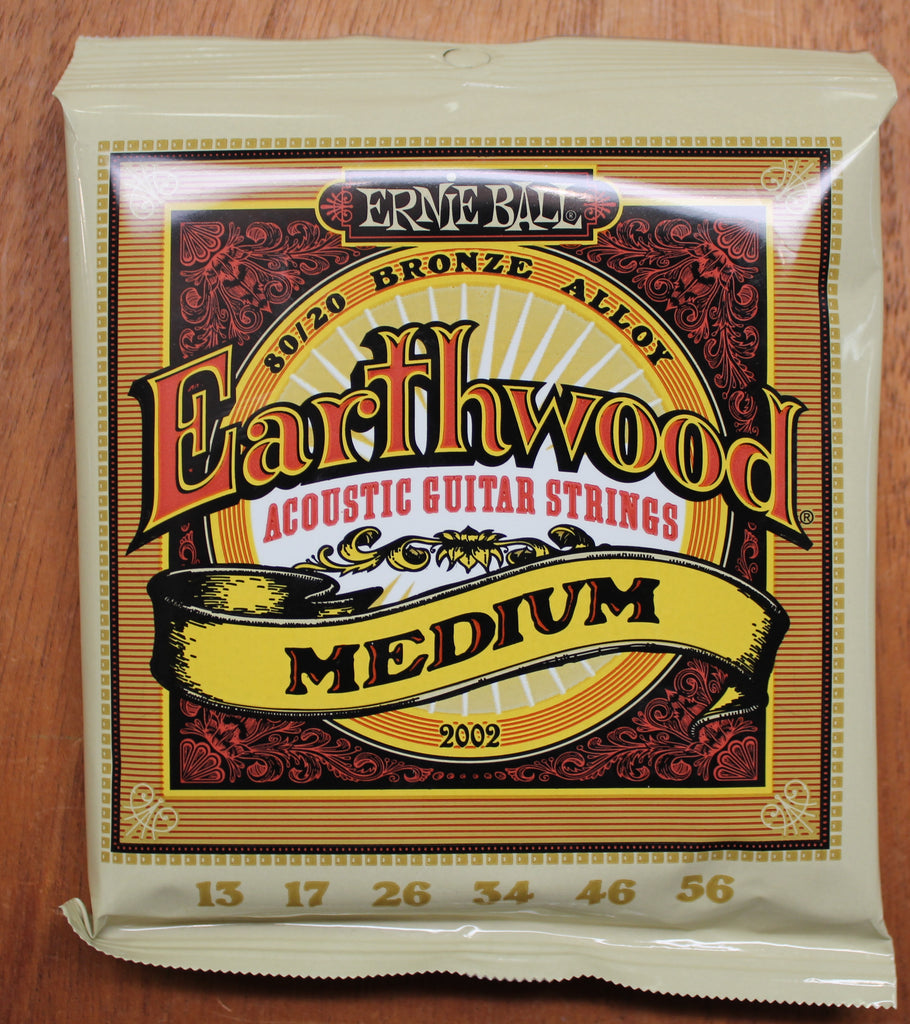 ERNIE BALL®
80/20 BRONZE ALLOY
Earthwood®
ACOUSTIC GUITAR STRINGS
MEDIUM
2002
13 17 26 34 46 56